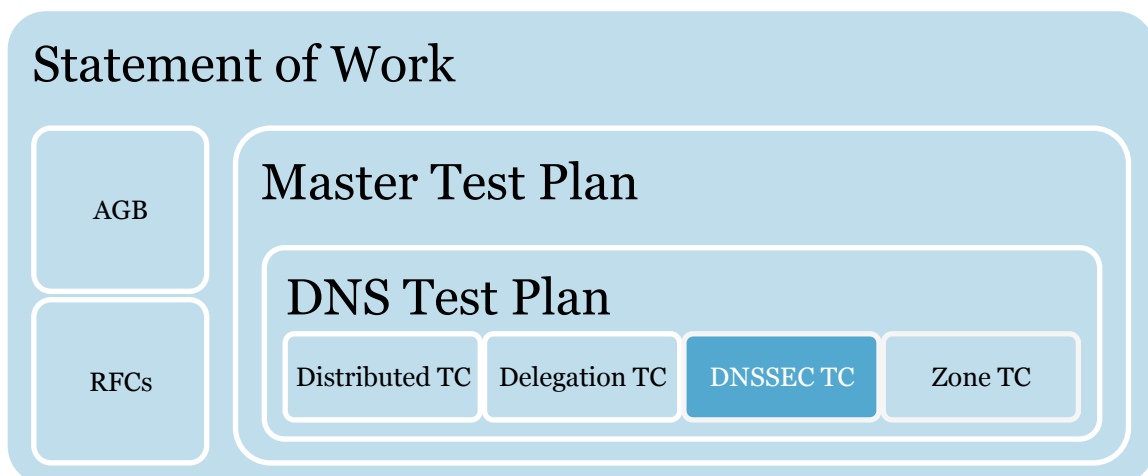 Statement of Work
AGB
RFCs
Master Test Plan
DNS Test Plan
Distributed TC
Delegation TC
DNSSEC TC
Zone TC